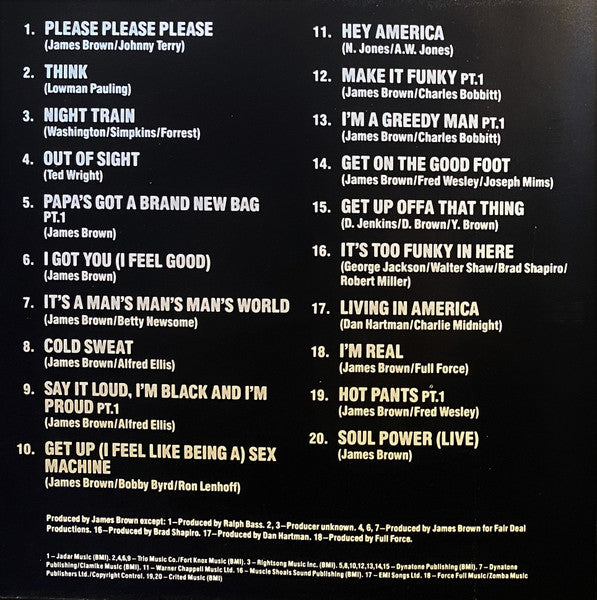 1. PLEASE PLEASE PLEASE
(James Brown/Johnny Terry)
2. THINK
(Lowman Pauling)
3. NIGHT TRAIN
(Washington/Simpkins/Forrest)
4. OUT OF SIGHT
(Ted Wright)
5. PAPA'S GOT A BRAND NEW BAG
PT.1
(James Brown)
6. I GOT YOU (I FEEL GOOD)
(James Brown)
7. IT'S A MAN'S MAN'S MAN'S WORLD
(James Brown/Betty Newsome)
8. COLD SWEAT
(James Brown/Alfred Ellis)
9. SAY IT LOUD, I'M BLACK AND I'M
PROUD PT.1
(James Brown/Alfred Ellis)
10. GET UP (I FEEL LIKE BEING A) SEX
MACHINE
(James Brown/Bobby Byrd/Ron Lenhoff)
11. HEY AMERICA
(N. Jones/A.W. Jones)
12. MAKE IT FUNKY PT.1
(James Brown/Charles Bobbitt)
13. I'M A GREEDY MAN PT.1
(James Brown/Charles Bobbitt)
14. GET ON THE GOOD FOOT
(James Brown/Fred Wesley/Joseph Mims)
15. GET UP OFFA THAT THING
(D. Jenkins/D. Brown/Y. Brown)
16. IT'S TOO FUNKY IN HERE
(George Jackson/Walter Shaw/Brad Shapiro/
Robert Miller)
17. LIVING IN AMERICA
(Dan Hartman/Charlie Midnight)
18. I'M REAL
(James Brown/Full Force)
19. HOT PANTS PT.1
(James Brown/Fred Wesley)
20. SOUL POWER (LIVE)
(James Brown)
Produced by James Brown except: 1–Produced by Ralph Bass. 2, 3–Producer unknown. 4, 6, 7–Produced by James Brown for Fair Deal
Productions. 16–Produced by Brad Shapiro. 17–Produced by Dan Hartman. 18–Produced by Full Force.
1 – Jadar Music (BMI). 2,4,6,9 – Trio Music Co./Fort Knox Music (BMI). 3 – Rightsong Music Inc. (BMI). 5,8,10,12,13,14,15 – Dynatone Publishing (BMI). 7 – Dynatone
Publishing/Clamike Music (BMI). 11 – Warner Chappell Music Ltd. 16 – Muscle Shoals Sound Publishing (BMI). 17 – EMI Songs Ltd. 18 – Force Full Music/Zomba Music
Publishers Ltd./Copyright Control. 19,20 – Crited Music (BMI)